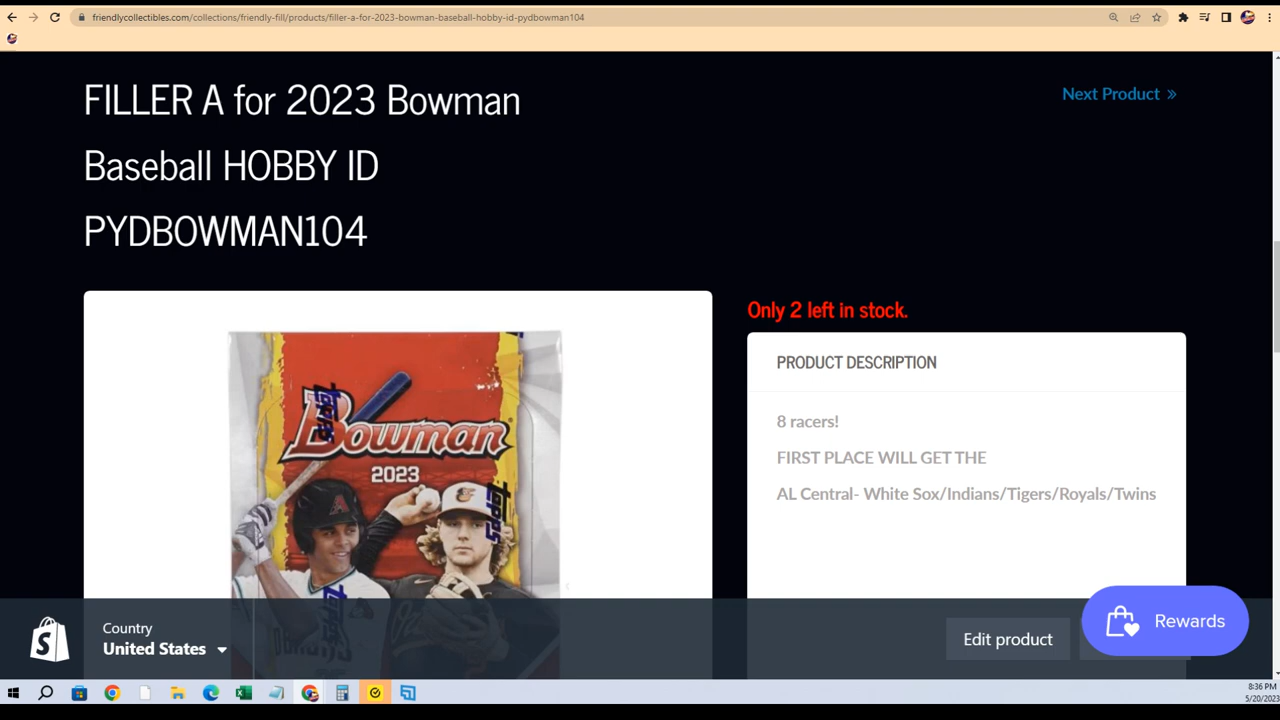 friendlycollectibles.com/collections/friendly-fill/products/filler-a-for-2023-bowman-baseball-hobby-id-pydbowman104
FILLER A for 2023 Bowman
Baseball HOBBY ID
PYDBOWMAN104
Next Product »
Only 2 left in stock.
PRODUCT DESCRIPTION
8 racers!
FIRST PLACE WILL GET THE
AL Central- White Sox/Indians/Tigers/Royals/Twins
topps
Bowman
2023
topps
topps
Country
United States
Edit product
Rewards
8:36 PM
5/20/2023